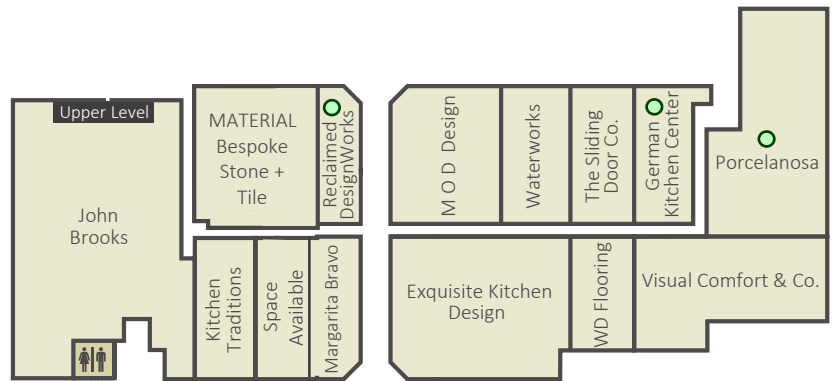 Upper Level
John
Brooks
MATERIAL
Bespoke
Stone +
Tile
Reclaimed
DesignWorks
MOD Design
Waterworks
The Sliding
Door Co.
German
Kitchen Center
Porcelanosa
Kitchen
Traditions
Space
Available
Margarita Bravo
Exquisite Kitchen
Design
WD Flooring
Visual Comfort & Co.